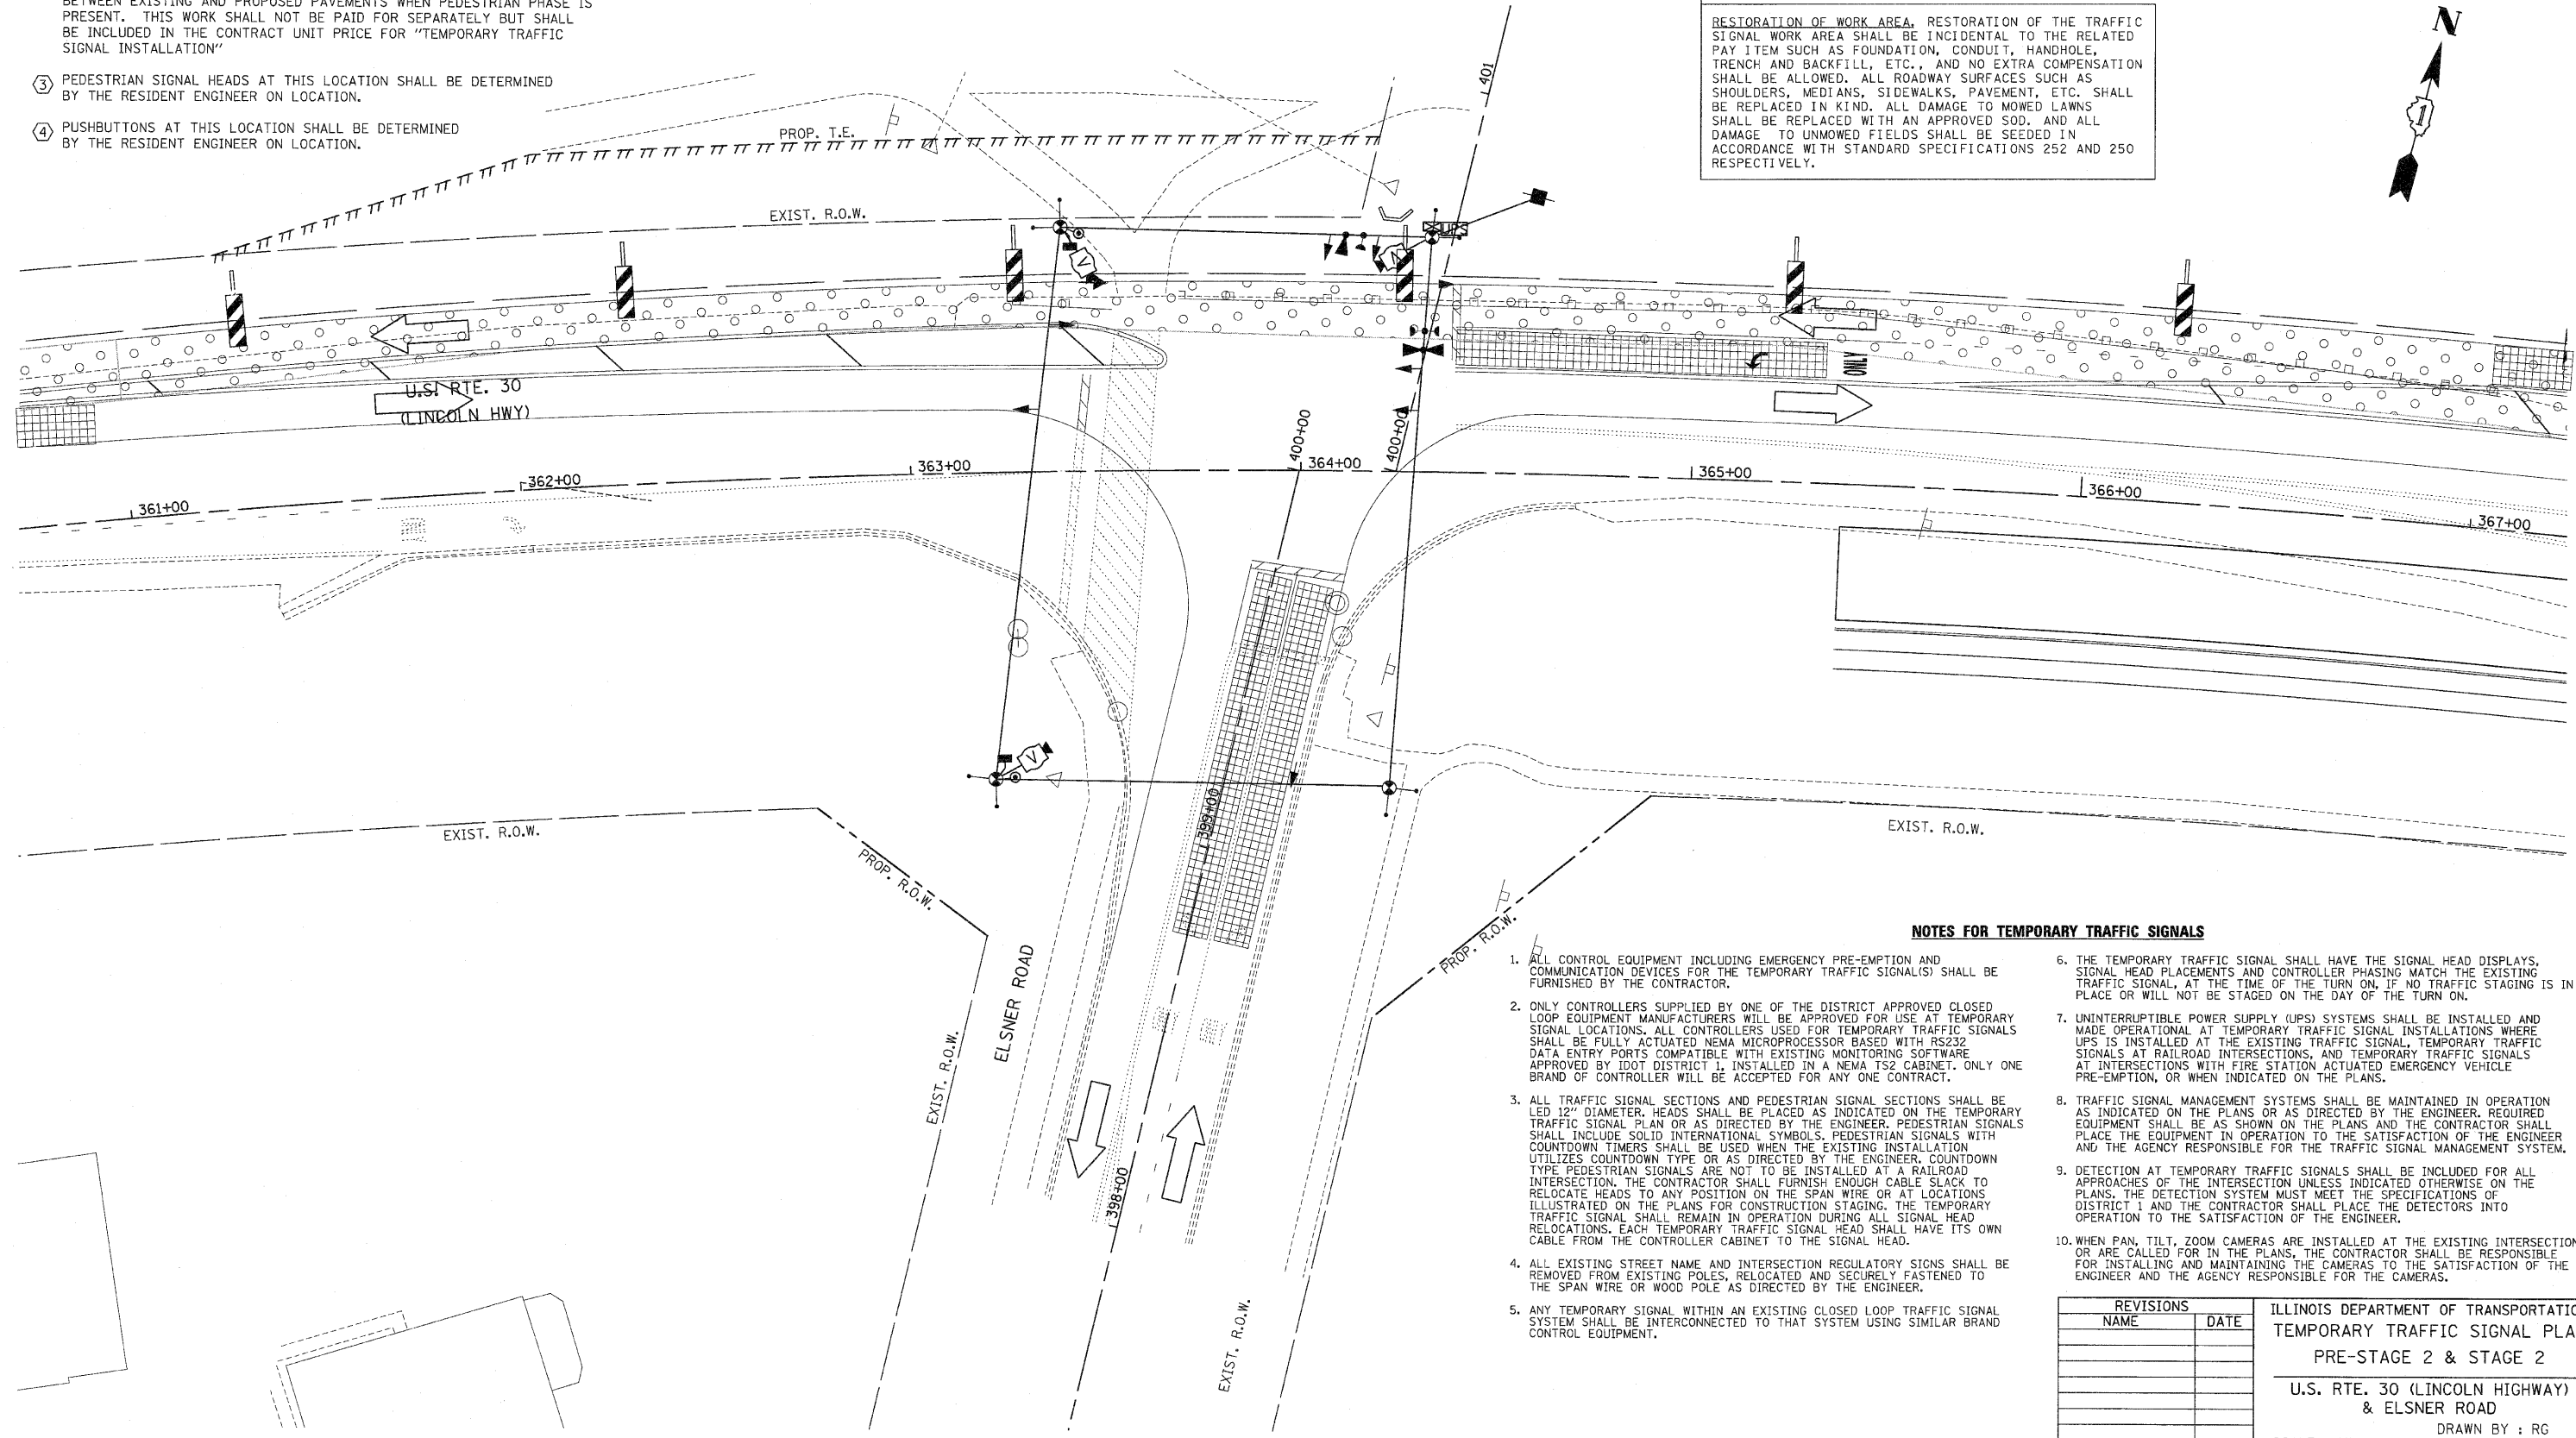 BETWEEN EXISTING AND PROPOSED PAVEMENTS WHEN PEDESTRIAN PHASE IS
PRESENT. THIS WORK SHALL NOT BE PAID FOR SEPARATELY BUT SHALL
BE INCLUDED IN THE CONTRACT UNIT PRICE FOR "TEMPORARY TRAFFIC
SIGNAL INSTALLATION"
3 PEDESTRIAN SIGNAL HEADS AT THIS LOCATION SHALL BE DETERMINED
BY THE RESIDENT ENGINEER ON LOCATION.
4 PUSHBUTTONS AT THIS LOCATION SHALL BE DETERMINED
BY THE RESIDENT ENGINEER ON LOCATION.
RESTORATION OF WORK AREA. RESTORATION OF THE TRAFFIC
SIGNAL WORK AREA SHALL BE INCIDENTAL TO THE RELATED
PAY ITEM SUCH AS FOUNDATION, CONDUIT, HANDHOLE,
TRENCH AND BACKFILL, ETC., AND NO EXTRA COMPENSATION
SHALL BE ALLOWED. ALL ROADWAY SURFACES SUCH AS
SHOULDERS, MEDIANS, SIDEWALKS, PAVEMENT, ETC. SHALL
BE REPLACED IN KIND. ALL DAMAGE TO MOWED LAWNS
SHALL BE REPLACED WITH AN APPROVED SOD. AND ALL
DAMAGE TO UNMOWED FIELDS SHALL BE SEEDED IN
ACCORDANCE WITH STANDARD SPECIFICATIONS 252 AND 250
RESPECTIVELY.
N
1
401
PROP. T.E.
EXIST. R.O.W.
UPS
V
V
ONLY
U.S. RTE. 30
(LINCOLN HWY)
400+00
400+00
361+00
362+00
363+00
364+00
365+00
366+00
367+00
V
399+00
EXIST. R.O.W.
EXIST. R.O.W.
PROP. R.O.W.
PROP. R.O.W.
ELSNER ROAD
EXIST. R.O.W.
398+00
EXIST. R.O.W.
NOTES FOR TEMPORARY TRAFFIC SIGNALS
1. ALL CONTROL EQUIPMENT INCLUDING EMERGENCY PRE-EMPTION AND
COMMUNICATION DEVICES FOR THE TEMPORARY TRAFFIC SIGNAL(S) SHALL BE
FURNISHED BY THE CONTRACTOR.
2. ONLY CONTROLLERS SUPPLIED BY ONE OF THE DISTRICT APPROVED CLOSED
LOOP EQUIPMENT MANUFACTURERS WILL BE APPROVED FOR USE AT TEMPORARY
SIGNAL LOCATIONS. ALL CONTROLLERS USED FOR TEMPORARY TRAFFIC SIGNALS
SHALL BE FULLY ACTUATED NEMA MICROPROCESSOR BASED WITH RS232
DATA ENTRY PORTS COMPATIBLE WITH EXISTING MONITORING SOFTWARE
APPROVED BY IDOT DISTRICT 1, INSTALLED IN A NEMA TS2 CABINET. ONLY ONE
BRAND OF CONTROLLER WILL BE ACCEPTED FOR ANY ONE CONTRACT.
3. ALL TRAFFIC SIGNAL SECTIONS AND PEDESTRIAN SIGNAL SECTIONS SHALL BE
LED 12" DIAMETER. HEADS SHALL BE PLACED AS INDICATED ON THE TEMPORARY
TRAFFIC SIGNAL PLAN OR AS DIRECTED BY THE ENGINEER. PEDESTRIAN SIGNALS
SHALL INCLUDE SOLID INTERNATIONAL SYMBOLS. PEDESTRIAN SIGNALS WITH
COUNTDOWN TIMERS SHALL BE USED WHEN THE EXISTING INSTALLATION
UTILIZES COUNTDOWN TYPE OR AS DIRECTED BY THE ENGINEER. COUNTDOWN
TYPE PEDESTRIAN SIGNALS ARE NOT TO BE INSTALLED AT A RAILROAD
INTERSECTION. THE CONTRACTOR SHALL FURNISH ENOUGH CABLE SLACK TO
RELOCATE HEADS TO ANY POSITION ON THE SPAN WIRE OR AT LOCATIONS
ILLUSTRATED ON THE PLANS FOR CONSTRUCTION STAGING. THE TEMPORARY
TRAFFIC SIGNAL SHALL REMAIN IN OPERATION DURING ALL SIGNAL HEAD
RELOCATIONS. EACH TEMPORARY TRAFFIC SIGNAL HEAD SHALL HAVE ITS OWN
CABLE FROM THE CONTROLLER CABINET TO THE SIGNAL HEAD.
4. ALL EXISTING STREET NAME AND INTERSECTION REGULATORY SIGNS SHALL BE
REMOVED FROM EXISTING POLES, RELOCATED AND SECURELY FASTENED TO
THE SPAN WIRE OR WOOD POLE AS DIRECTED BY THE ENGINEER.
5. ANY TEMPORARY SIGNAL WITHIN AN EXISTING CLOSED LOOP TRAFFIC SIGNAL
SYSTEM SHALL BE INTERCONNECTED TO THAT SYSTEM USING SIMILAR BRAND
CONTROL EQUIPMENT.
6. THE TEMPORARY TRAFFIC SIGNAL SHALL HAVE THE SIGNAL HEAD DISPLAYS,
SIGNAL HEAD PLACEMENTS AND CONTROLLER PHASING MATCH THE EXISTING
TRAFFIC SIGNAL, AT THE TIME OF THE TURN ON, IF NO TRAFFIC STAGING IS IN
PLACE OR WILL NOT BE STAGED ON THE DAY OF THE TURN ON.
7. UNINTERRUPTIBLE POWER SUPPLY (UPS) SYSTEMS SHALL BE INSTALLED AND
MADE OPERATIONAL AT TEMPORARY TRAFFIC SIGNAL INSTALLATIONS WHERE
UPS IS INSTALLED AT THE EXISTING TRAFFIC SIGNAL, TEMPORARY TRAFFIC
SIGNALS AT RAILROAD INTERSECTIONS, AND TEMPORARY TRAFFIC SIGNALS
AT INTERSECTIONS WITH FIRE STATION ACTUATED EMERGENCY VEHICLE
PRE-EMPTION, OR WHEN INDICATED ON THE PLANS.
8. TRAFFIC SIGNAL MANAGEMENT SYSTEMS SHALL BE MAINTAINED IN OPERATION
AS INDICATED ON THE PLANS OR AS DIRECTED BY THE ENGINEER. REQUIRED
EQUIPMENT SHALL BE AS SHOWN ON THE PLANS AND THE CONTRACTOR SHALL
PLACE THE EQUIPMENT IN OPERATION TO THE SATISFACTION OF THE ENGINEER
AND THE AGENCY RESPONSIBLE FOR THE TRAFFIC SIGNAL MANAGEMENT SYSTEM.
9. DETECTION AT TEMPORARY TRAFFIC SIGNALS SHALL BE INCLUDED FOR ALL
APPROACHES OF THE INTERSECTION UNLESS INDICATED OTHERWISE ON THE
PLANS. THE DETECTION SYSTEM MUST MEET THE SPECIFICATIONS OF
DISTRICT 1 AND THE CONTRACTOR SHALL PLACE THE DETECTORS INTO
OPERATION TO THE SATISFACTION OF THE ENGINEER.
10. WHEN PAN, TILT, ZOOM CAMERAS ARE INSTALLED AT THE EXISTING INTERSECTION
OR ARE CALLED FOR IN THE PLANS, THE CONTRACTOR SHALL BE RESPONSIBLE
FOR INSTALLING AND MAINTAINING THE CAMERAS TO THE SATISFACTION OF THE
ENGINEER AND THE AGENCY RESPONSIBLE FOR THE CAMERAS.
REVISIONS
NAME DATE
ILLINOIS DEPARTMENT OF TRANSPORTATIO
TEMPORARY TRAFFIC SIGNAL PLA
PRE-STAGE 2 & STAGE 2
U.S. RTE. 30 (LINCOLN HIGHWAY)
& ELSNER ROAD
DRAWN BY : RG